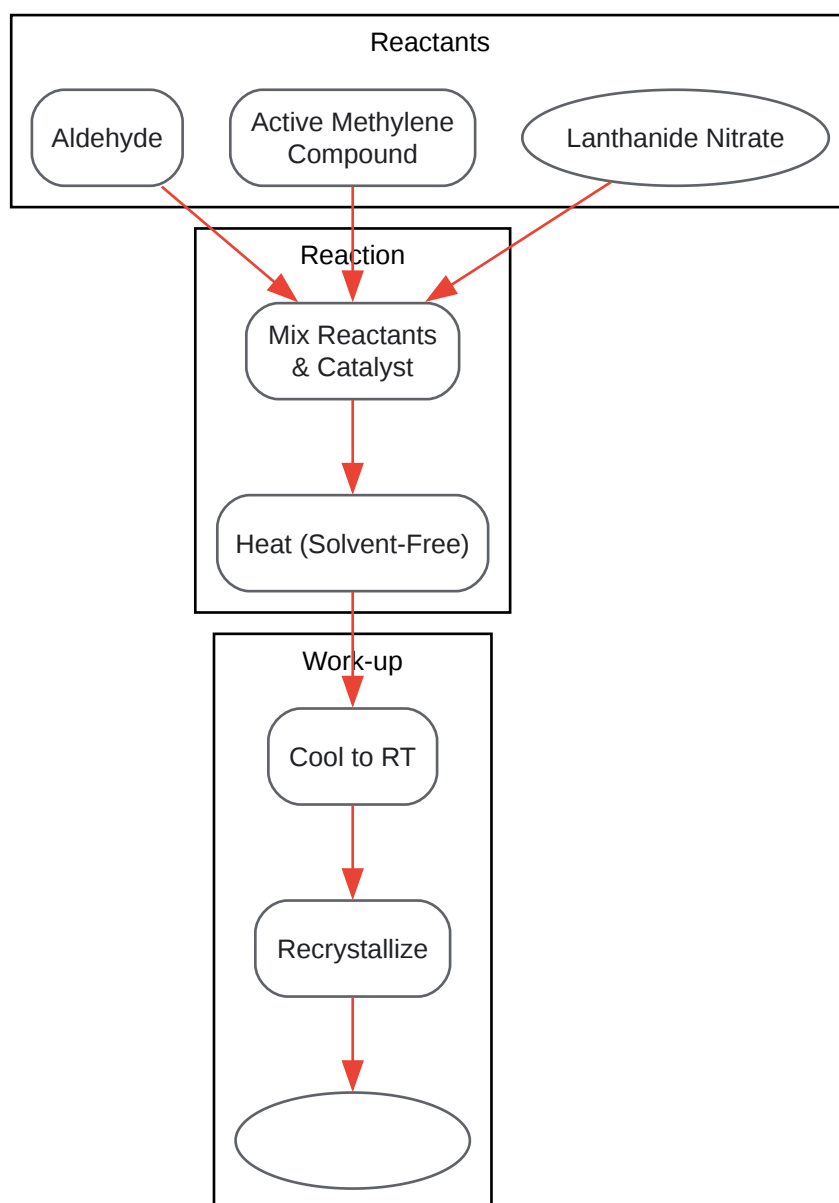 Reactants
Aldehyde
Active Methylene
Compound
Lanthanide Nitrate
Reaction
Mix Reactants
& Catalyst
Heat (Solvent-Free)
Work-up
Cool to RT
Recrystallize